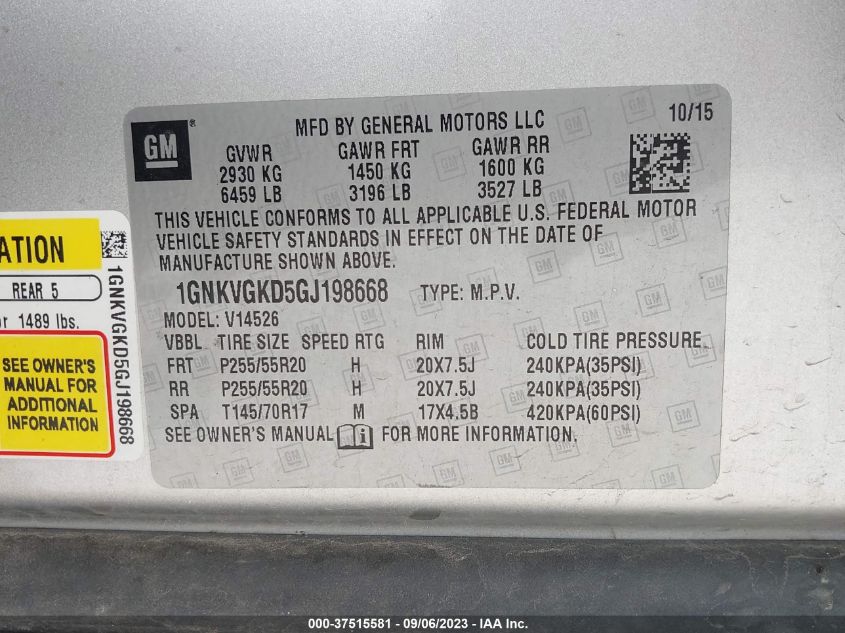 GM
MFD BY GENERAL MOTORS LLC
10/15
GVWR GAWR FRT GAWR RR
2930 KG 1450 KG 1600 KG
6459 LB 3196 LB 3527 LB
THIS VEHICLE CONFORMS TO ALL APPLICABLE U.S. FEDERAL MOTOR
VEHICLE SAFETY STANDARDS IN EFFECT ON THE DATE OF
MANUFACTURE SHOWN ABOVE.
1GNKVGKD5GJ198668 TYPE: M.P.V.
MODEL: V14526
VBBL TIRE SIZE SPEED RTG RIM COLD TIRE PRESSURE
FRT P255/55R20 H 20X7.5J 240KPA(35PSI)
RR P255/55R20 H 20X7.5J 240KPA(35PSI)
SPA T145/70R17 M 17X4.5B 420KPA(60PSI)
SEE OWNER'S MANUAL i FOR MORE INFORMATION.
ATION
REAR 5
or 1489 lbs.
SEE OWNER'S
MANUAL FOR
ADDITIONAL
INFORMATION
1GNKVGKD5GJ198668
000-37515581 - 09/06/2023 - IAA Inc.